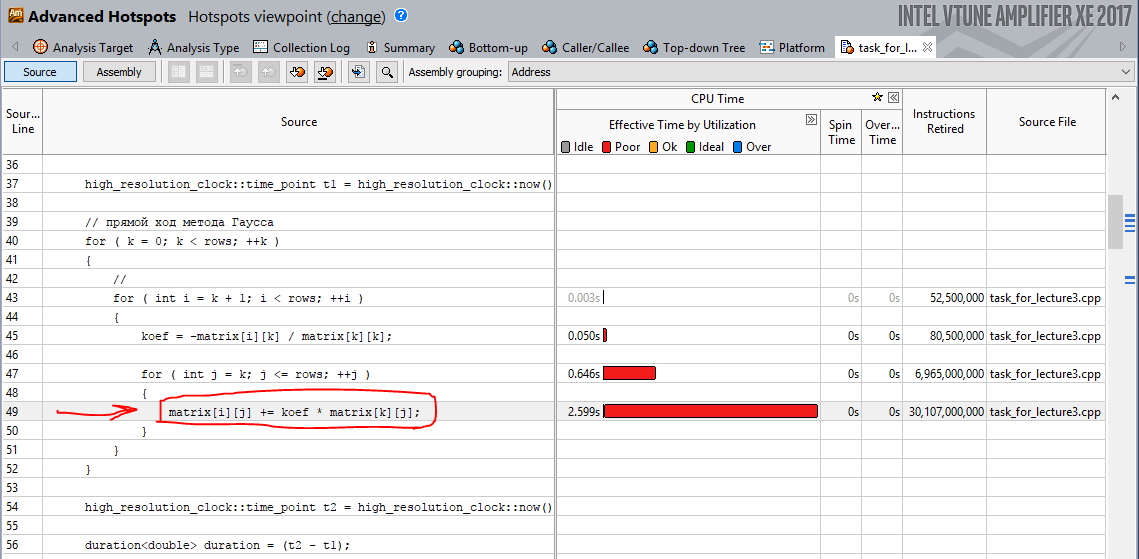 Advanced Hotspots Hotspots viewpoint (change) ? INTEL VTUNE AMPLIFIER XE 2017
Analysis Target Analysis Type Collection Log Summary Bottom-up Caller/Callee Top-down Tree Platform task_for_l...
Source Assembly Assembly grouping: Address
Sour... Line Source CPU Time Instructions Retired Source File
Effective Time by Utilization Spin Time Over... Time
Idle Poor Ok Ideal Over
36
37 high_resolution_clock::time_point t1 = high_resolution_clock::now()
38
39 // прямой ход метода Гаусса
40 for ( k = 0; k < rows; ++k )
41 {
42 //
43 for ( int i = k + 1; i < rows; ++i ) 0.003s 0s 0s 52,500,000 task_for_lecture3.cpp
44 {
45 koef = -matrix[i][k] / matrix[k][k]; 0.050s 0s 0s 80,500,000 task_for_lecture3.cpp
46
47 for ( int j = k; j <= rows; ++j ) 0.646s 0s 0s 6,965,000,000 task_for_lecture3.cpp
48 {
49 matrix[i][j] += koef * matrix[k][j]; 2.599s 0s 0s 30,107,000,000 task_for_lecture3.cpp
50 }
51 }
52 }
53
54 high_resolution_clock::time_point t2 = high_resolution_clock::now()
55
56 duration<double> duration = (t2 - t1);